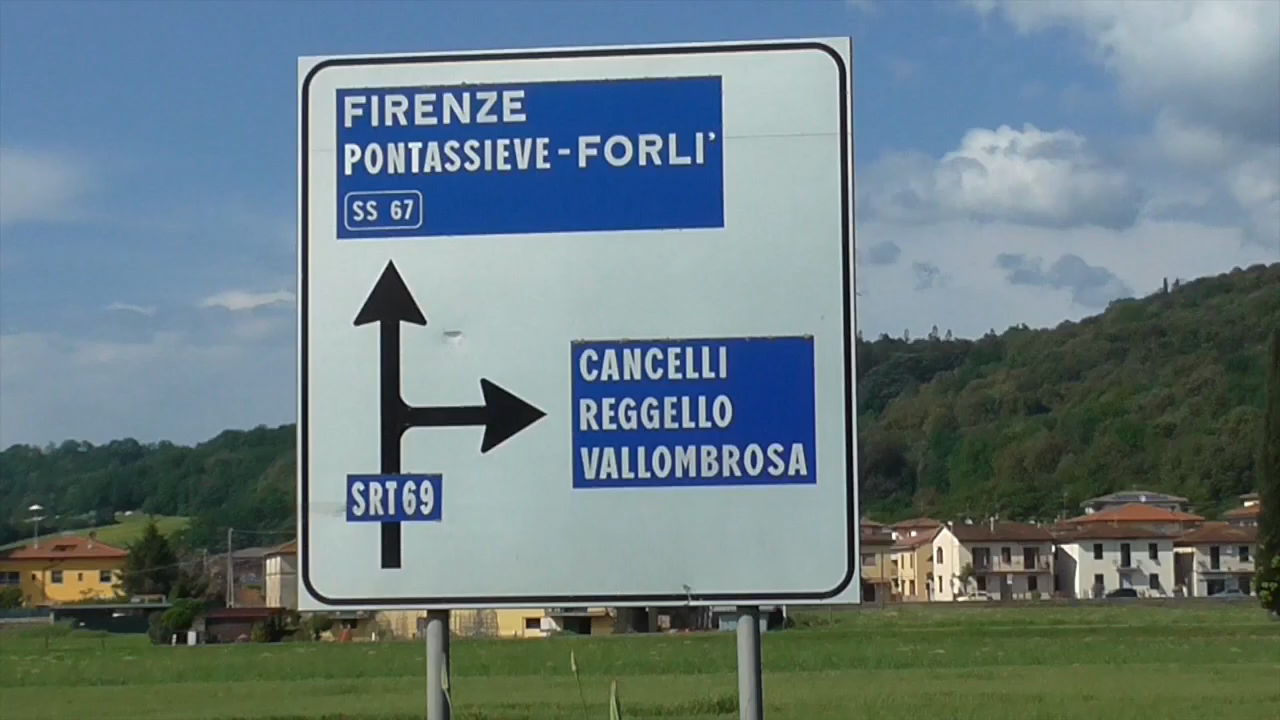 FIRENZE
PONTASSIEVE-FORLI'
SS 67
CANCELLI
REGGELLO
VALLOMBROSA
SRT69